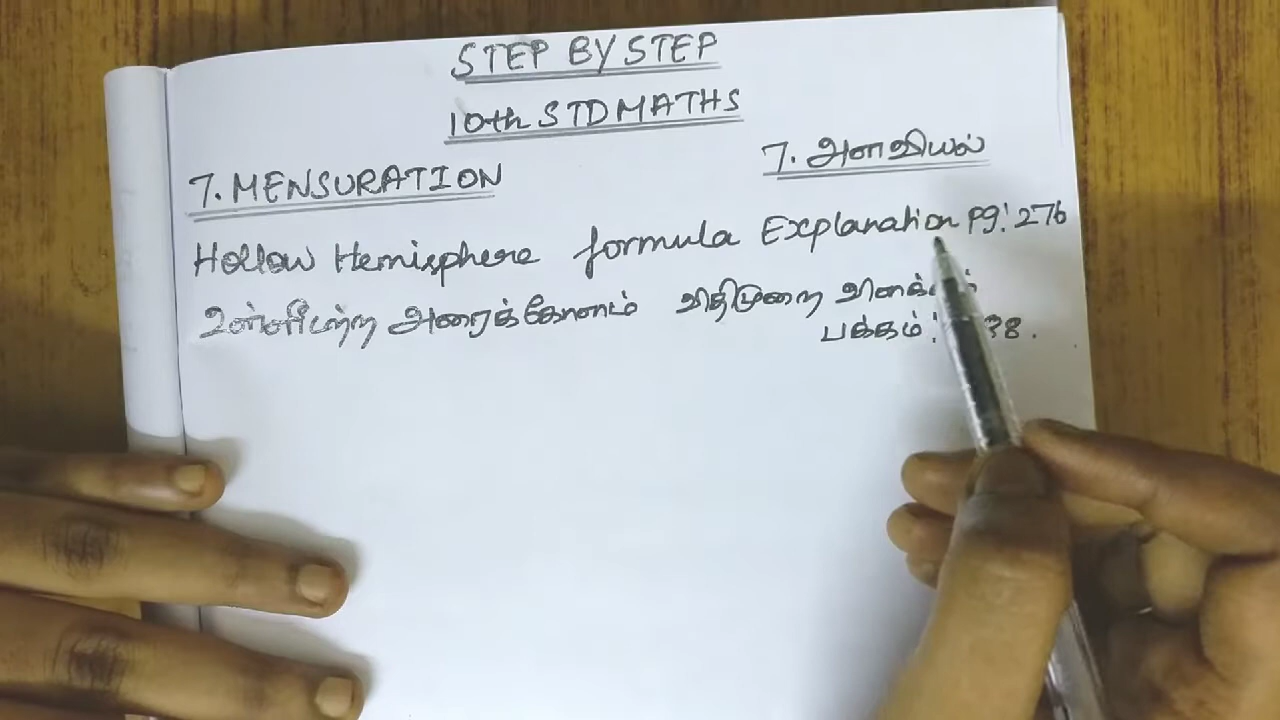 STEP BY STEP
10th STD MATHS
7. MENSURATION
7. அளவியல்
Hollow Hemisphere formula Explanation Pg: 276
உள்ளீடற்ற அரைக்கோளம் விதிமுறை
பக்கம்: